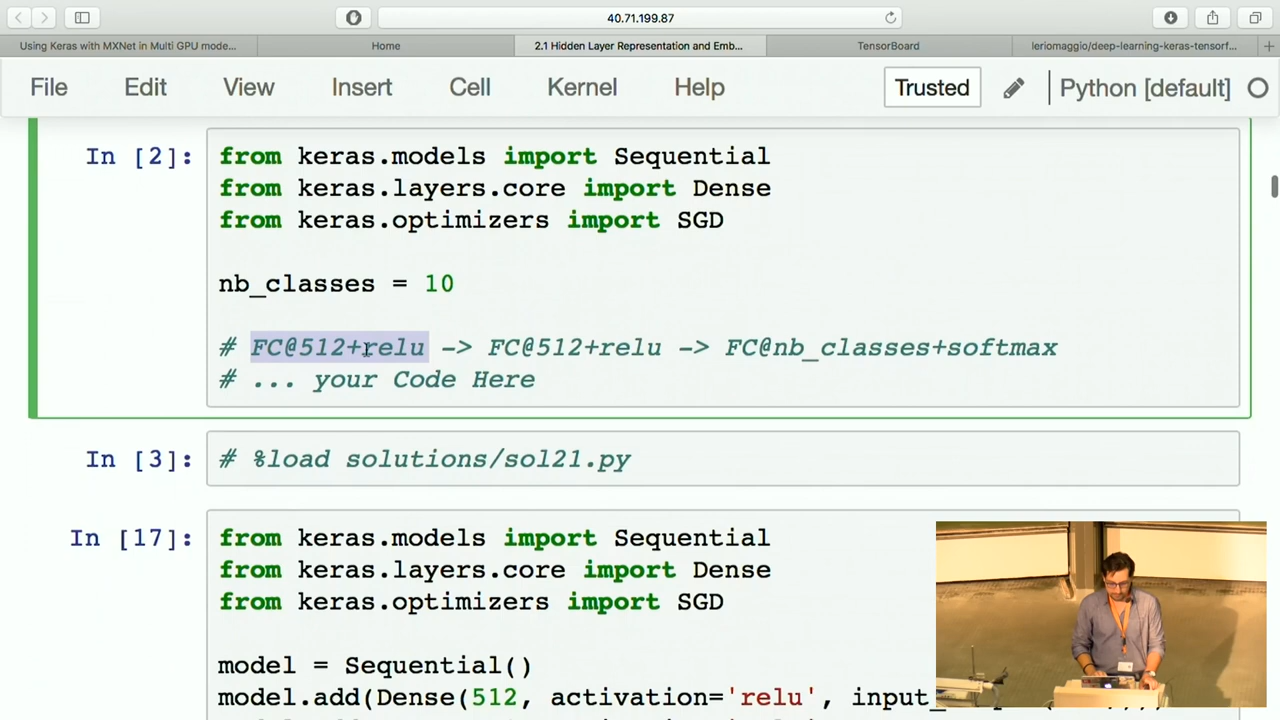 40.71.199.87
Using Keras with MXNet in Multi GPU mode...
Home
2.1 Hidden Layer Representation and Emb...
TensorBoard
leriomaggio/deep-learning-keras-tensorf...
File Edit View Insert Cell Kernel Help Trusted Python [default]
In [2]:
from keras.models import Sequential
from keras.layers.core import Dense
from keras.optimizers import SGD
nb_classes = 10
# FC@512+relu -> FC@512+relu -> FC@nb_classes+softmax
# ... your Code Here
In [3]:
# %load solutions/sol21.py
In [17]:
from keras.models import Sequential
from keras.layers.core import Dense
from keras.optimizers import SGD
model = Sequential()
model.add(Dense(512, activation='relu', input_